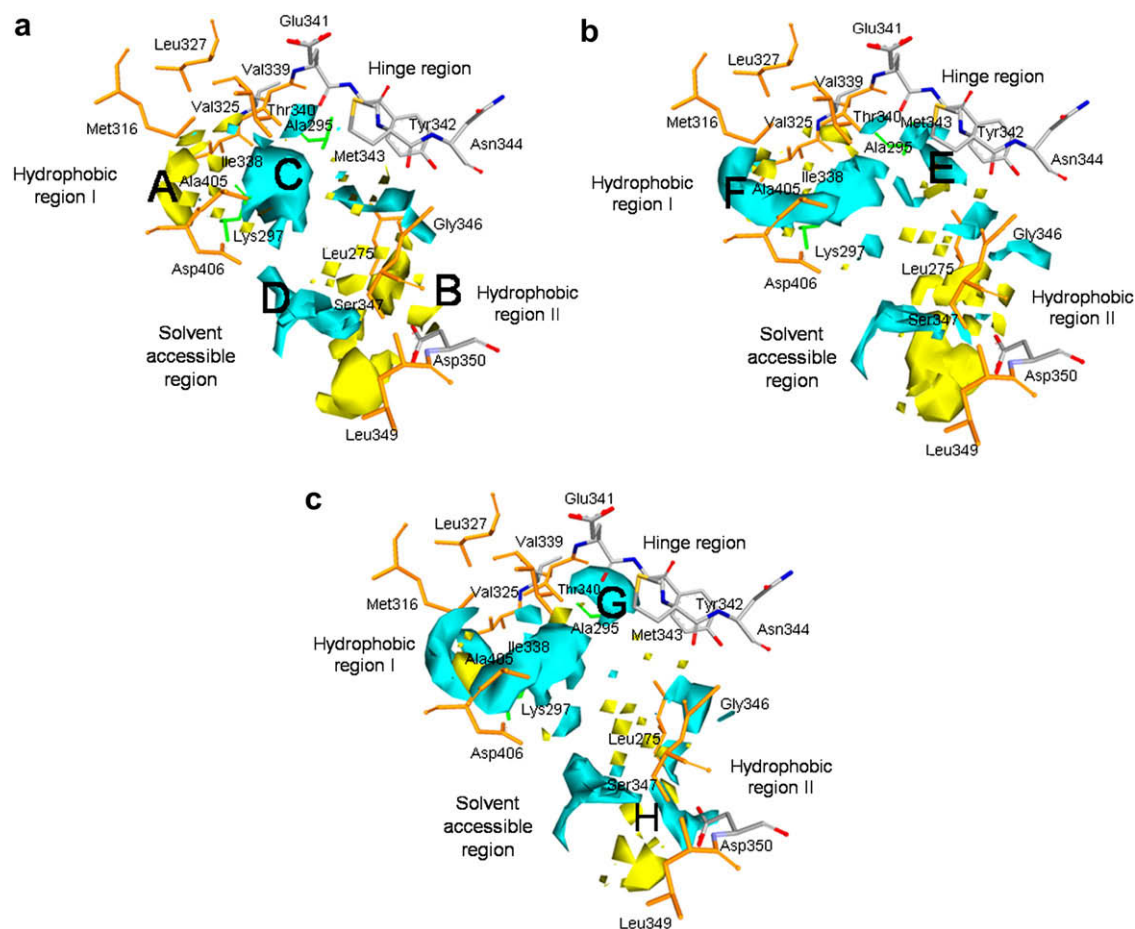 a
Glu341
Leu327
Val339
Hinge region
Val325
Thr340
Met316
Ala295
Tyr342
Met343
Asn344
Ile338
Hydrophobic
region I
A
C
Ala405
Lys297
Gly346
Asp406
Leu275
D
Ser347
B
Hydrophobic
region II
Solvent
accessible
region
Asp350
Leu349
b
Glu341
Leu327
Hinge region
Val339
Val325
Thr340
Met343
Met316
Tyr342
Ala295
Asn344
Hydrophobic
region I
F
Ile338
E
Ala405
Lys297
Gly346
Asp406
Leu275
Hydrophobic
region II
Ser347
Solvent
accessible
region
Asp350
Leu349
c
Glu341
Leu327
Hinge region
Val339
Val325
Thr340
G
Met316
Tyr342
Ala295
Met343
Asn344
Hydrophobic
region I
Ile338
Ala405
Lys297
Gly346
Asp406
Leu275
Hydrophobic
region II
Ser347
Solvent
accessible
region
H
Asp350
Leu349